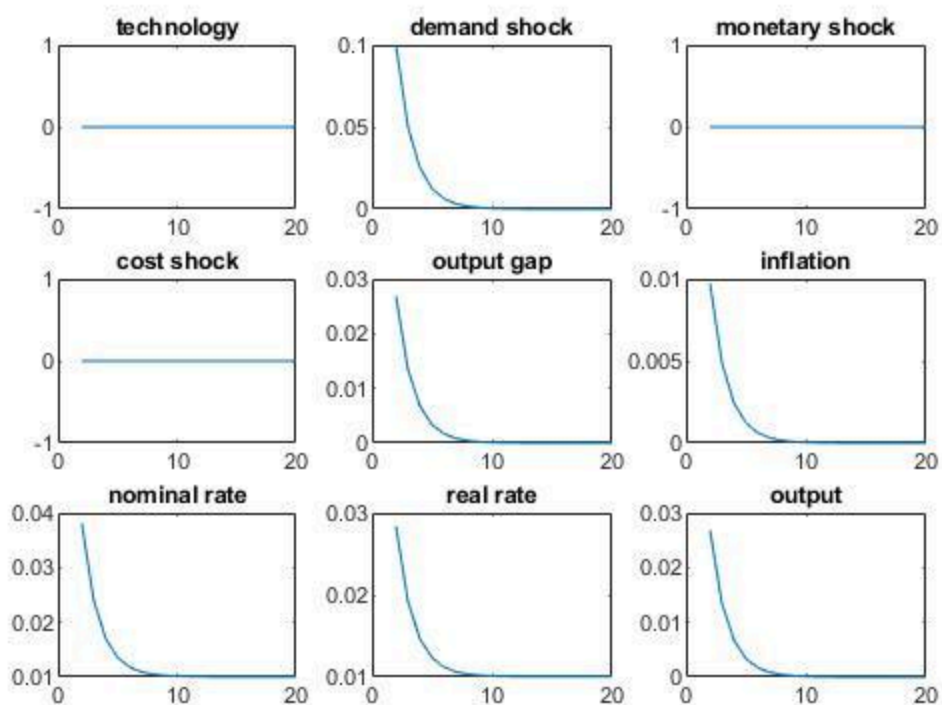 technology
1
0
-1
0 10 20
demand shock
0.1
0.05
0
0 10 20
monetary shock
1
0
-1
0 10 20
cost shock
1
0
-1
0 10 20
output gap
0.03
0.02
0.01
0
0 10 20
inflation
0.01
0.005
0
0 10 20
nominal rate
0.04
0.03
0.02
0.01
0 10 20
real rate
0.03
0.02
0.01
0 10 20
output
0.03
0.02
0.01
0
0 10 20